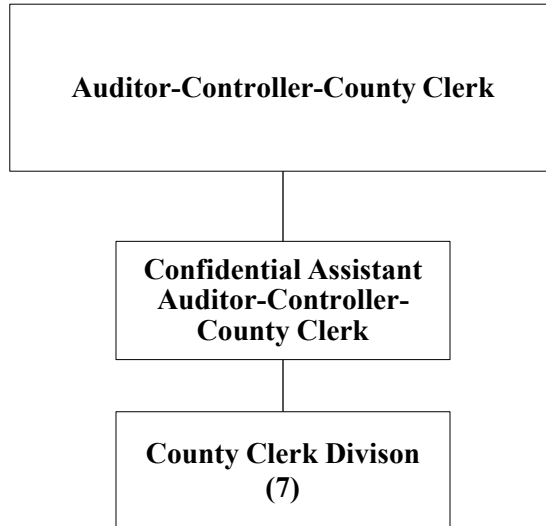 Auditor-Controller-County Clerk
Confidential Assistant
Auditor-Controller-
County Clerk
County Clerk Divison
(7)